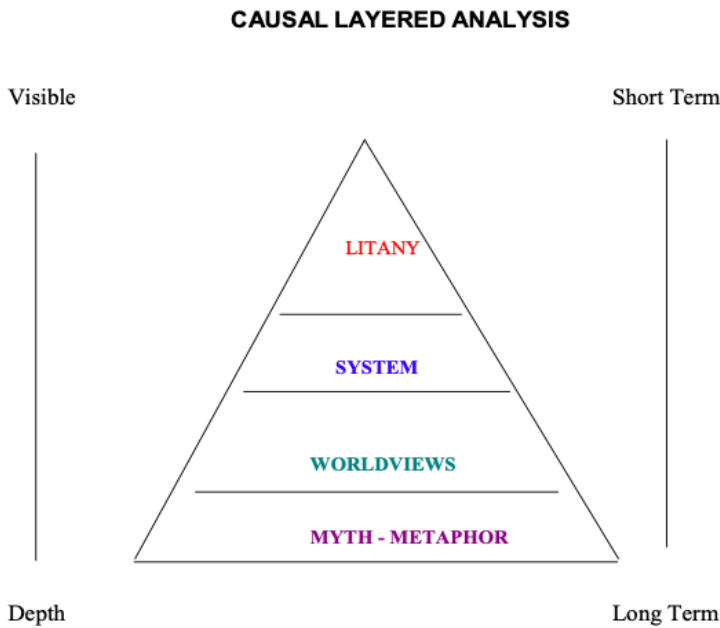 CAUSAL LAYERED ANALYSIS
Visible
Short Term
LITANY
SYSTEM
WORLDVIEWS
MYTH - METAPHOR
Depth
Long Term